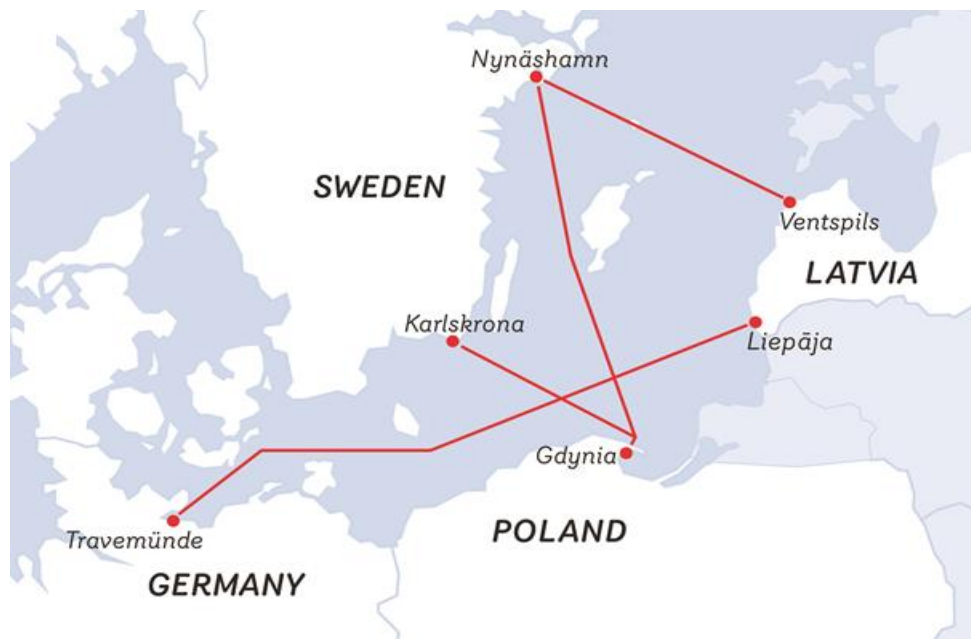 Nynäshamn
SWEDEN
Ventspils
LATVIA
Karlskrona
Liepāja
Gdynia
POLAND
Travemünde
GERMANY